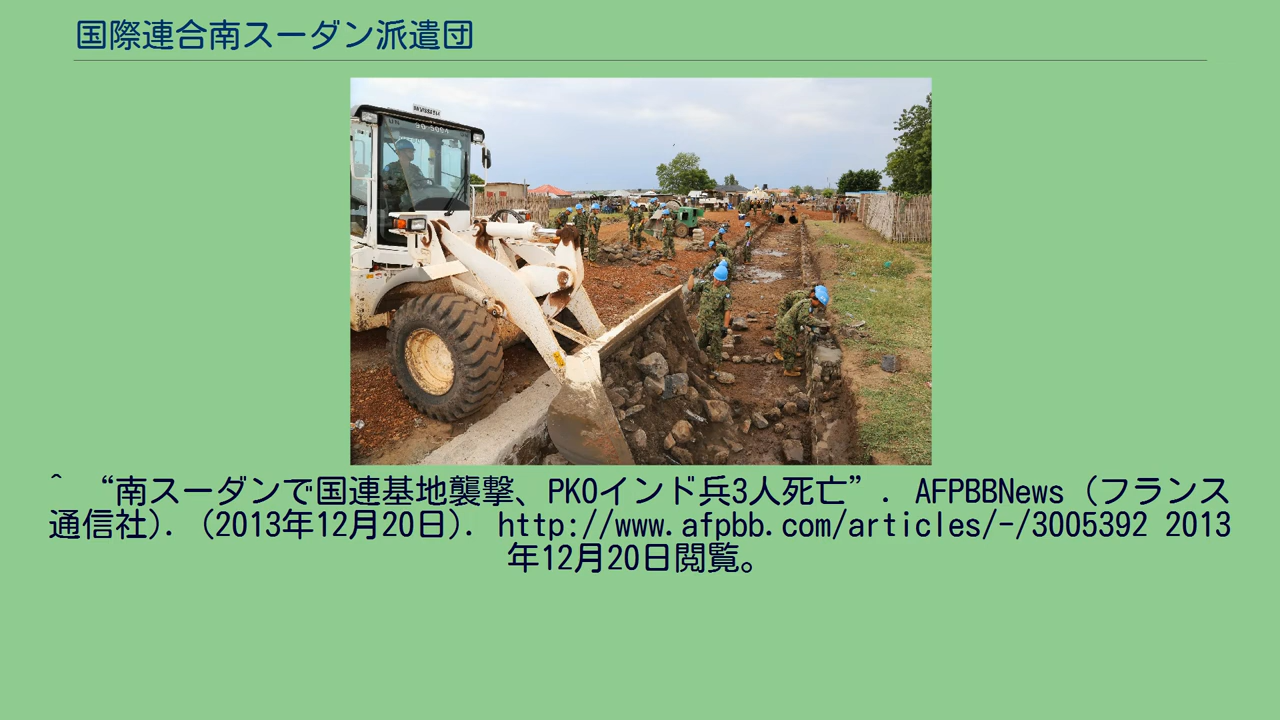 国際連合南スーダン派遣団
^ “南スーダンで国連基地襲撃、PKOインド兵3人死亡”. AFPBBNews (フランス
通信社). (2013年12月20日). http://www.afpbb.com/articles/-/3005392 2013
年12月20日閲覧。